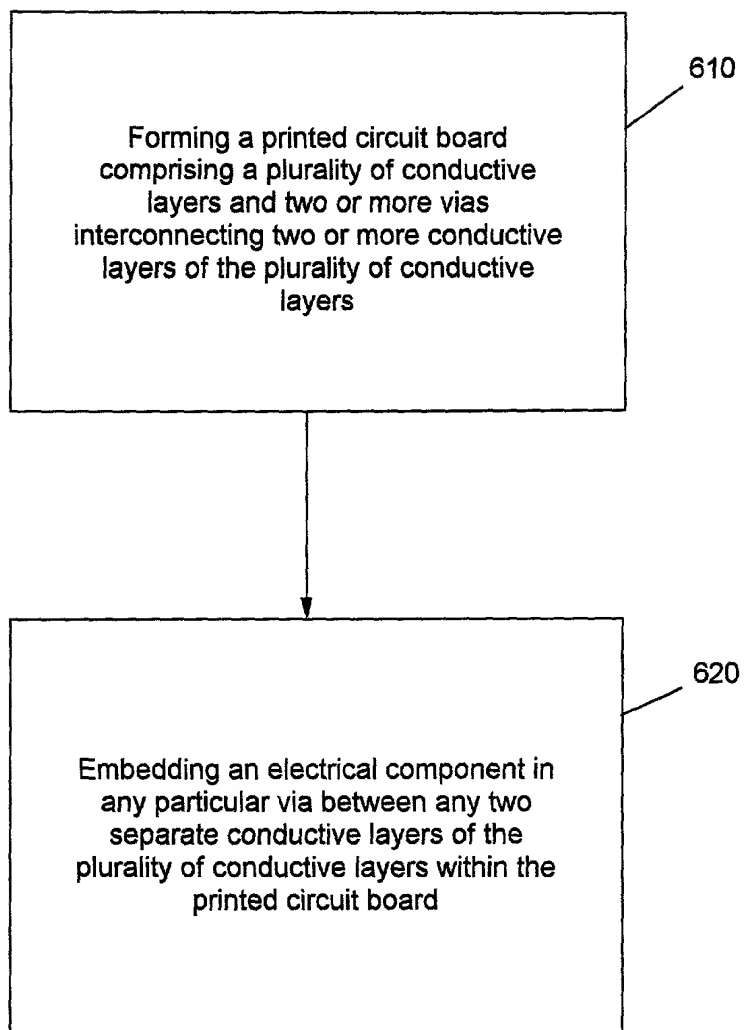 610
Forming a printed circuit board
comprising a plurality of conductive
layers and two or more vias
interconnecting two or more conductive
layers of the plurality of conductive
layers
620
Embedding an electrical component in
any particular via between any two
separate conductive layers of the
plurality of conductive layers within the
printed circuit board